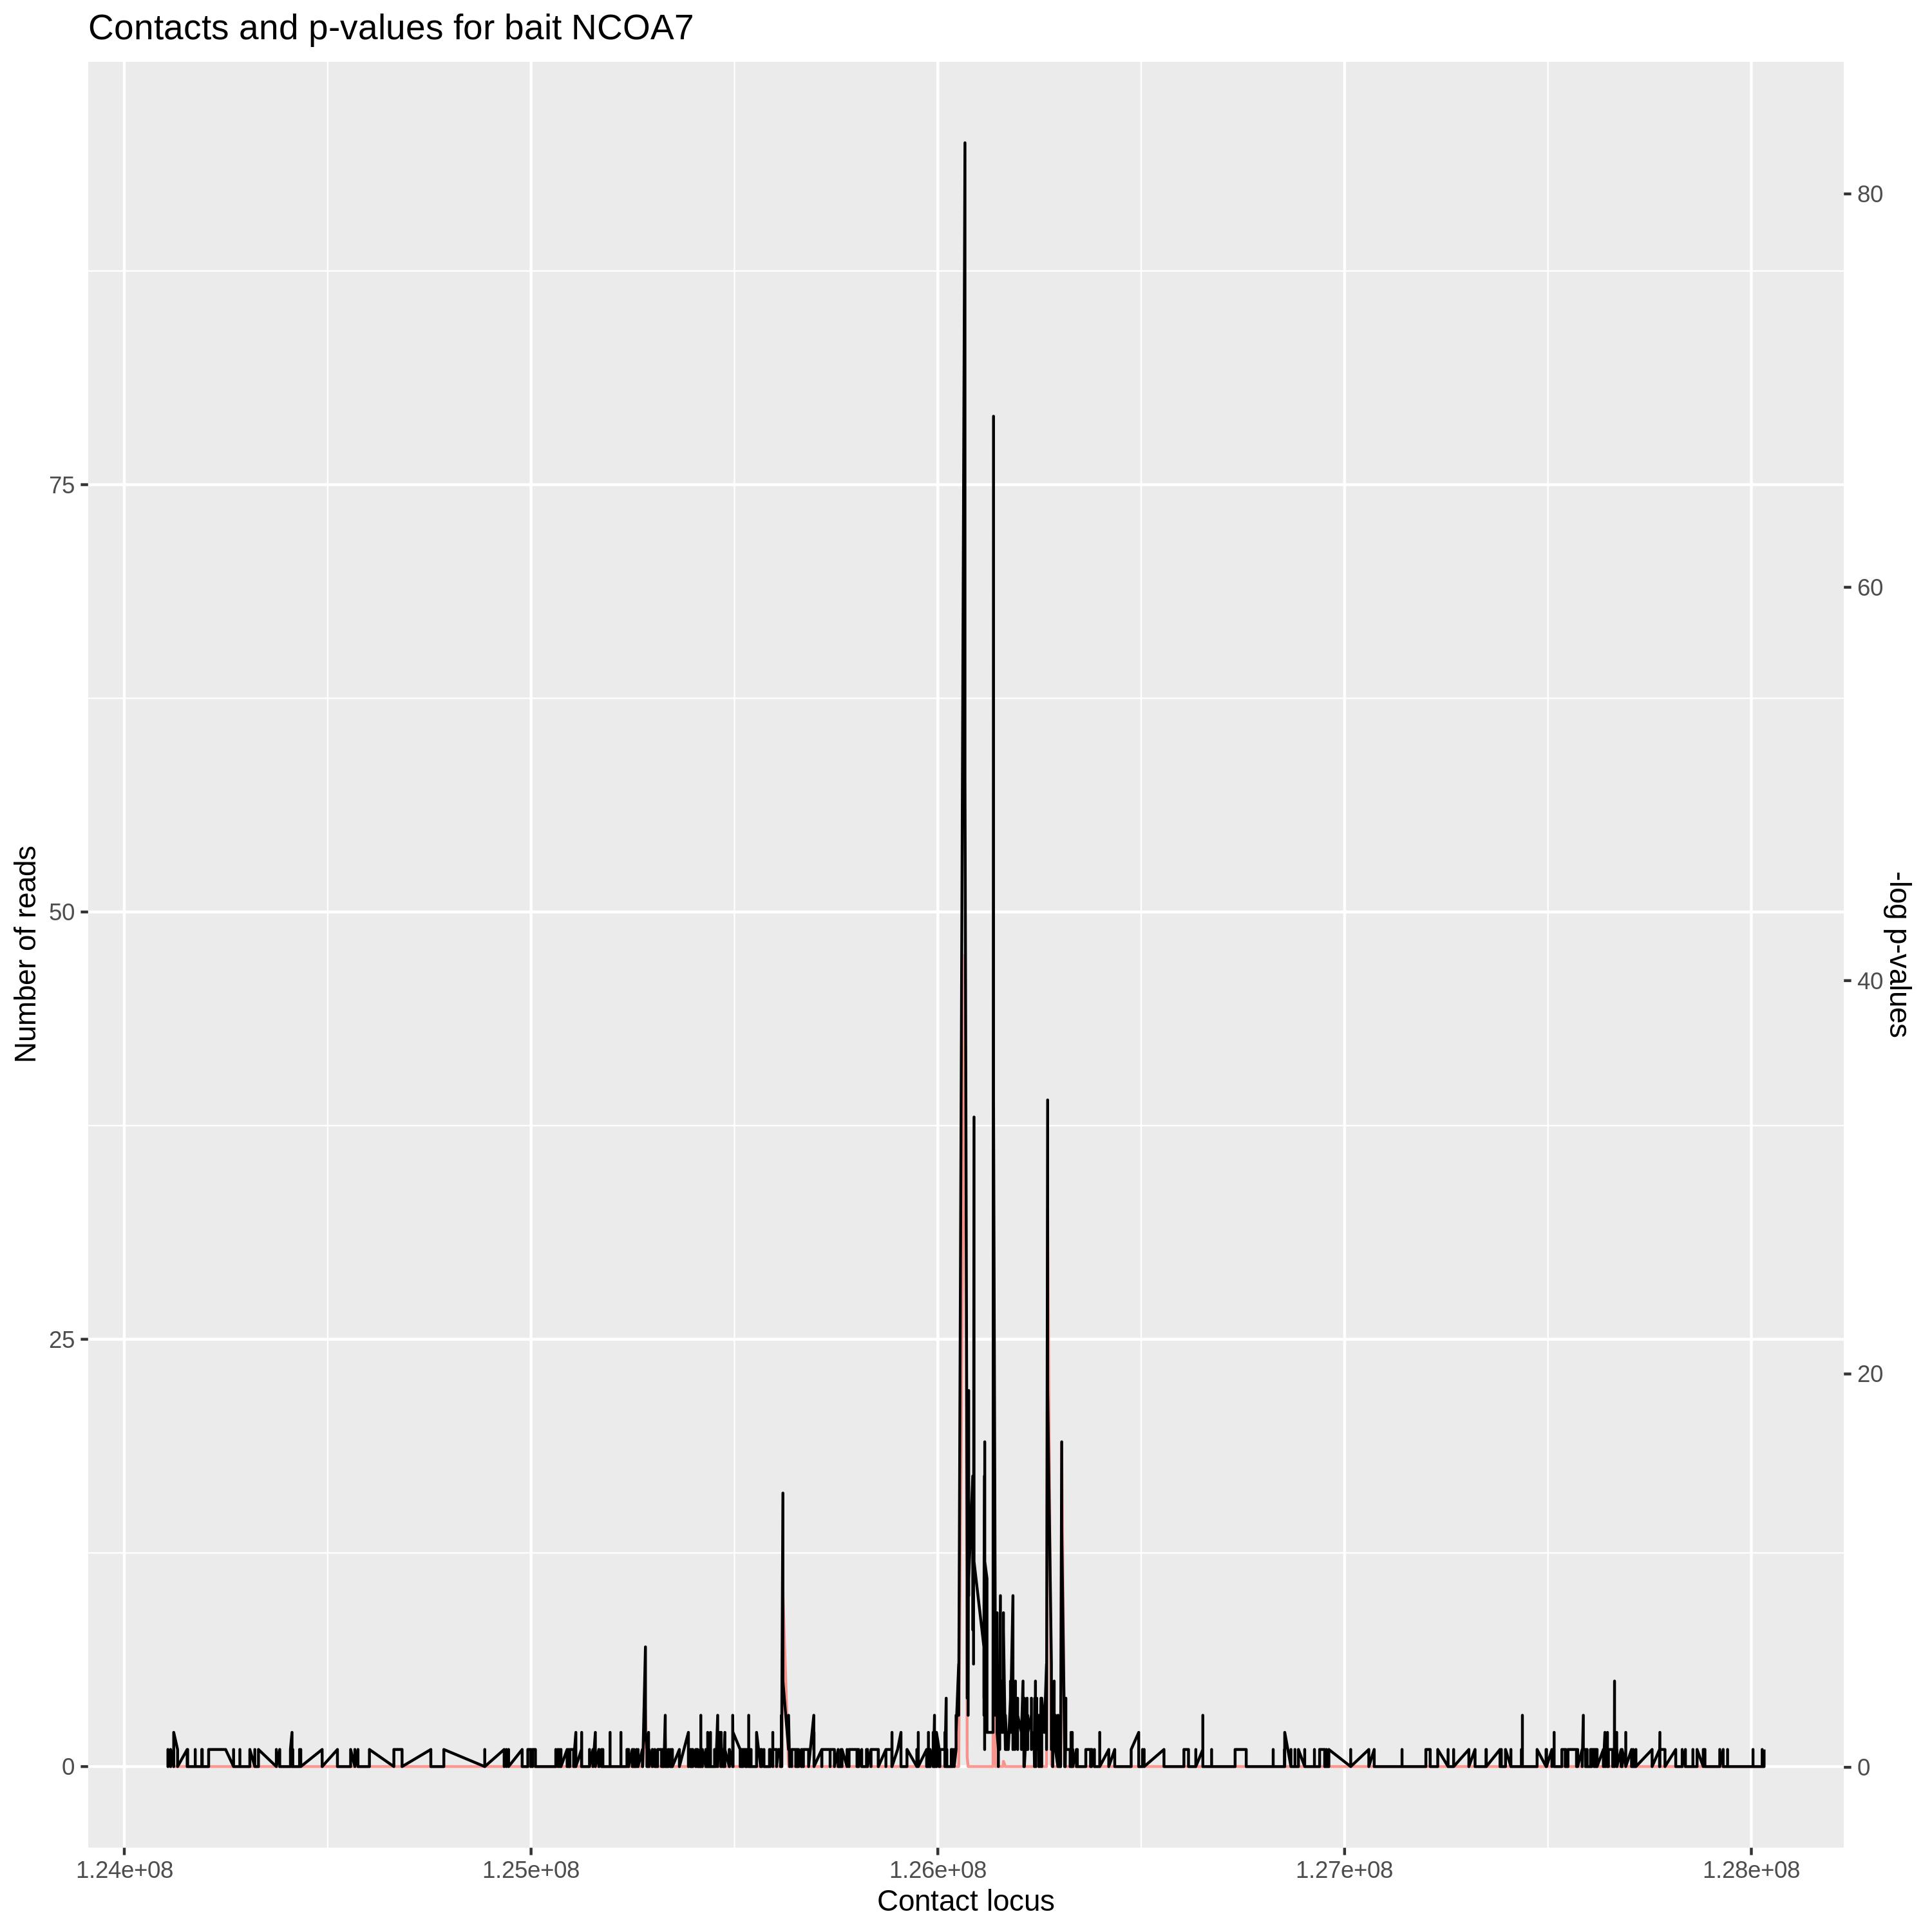 Contacts and p-values for bait NCOA7
Number of reads
75
50
25
0
80
60
40
20
0
-log p-values
1.24e+08 1.25e+08 1.26e+08 1.27e+08 1.28e+08
Contact locus